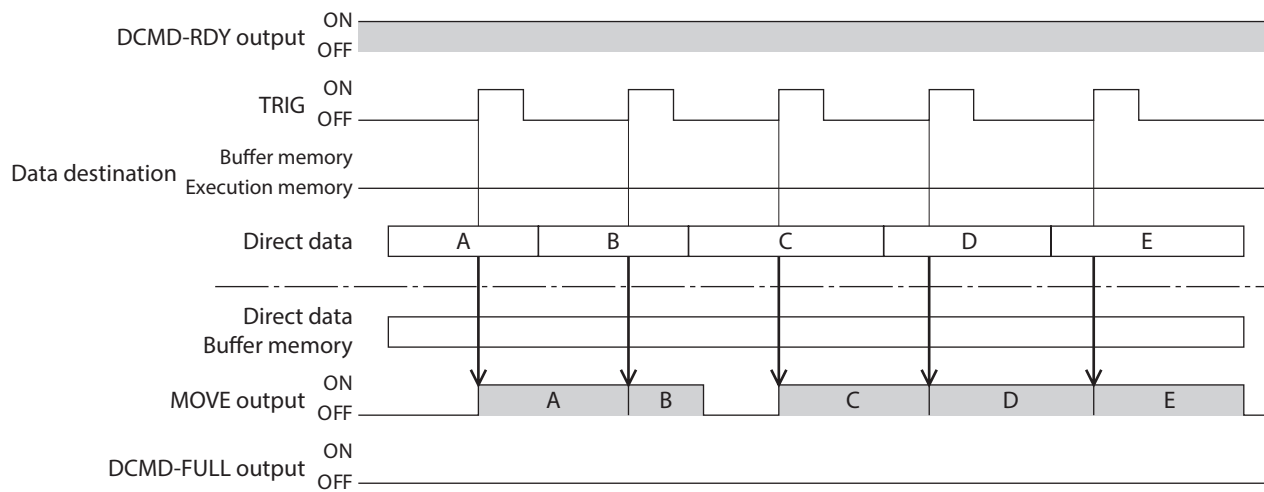 DCMD-RDY output
ON
OFF
TRIG
ON
OFF
Data destination
Buffer memory
Execution memory
Direct data
A
B
C
D
E
Direct data
Buffer memory
MOVE output
ON
OFF
A
B
C
D
E
DCMD-FULL output
ON
OFF